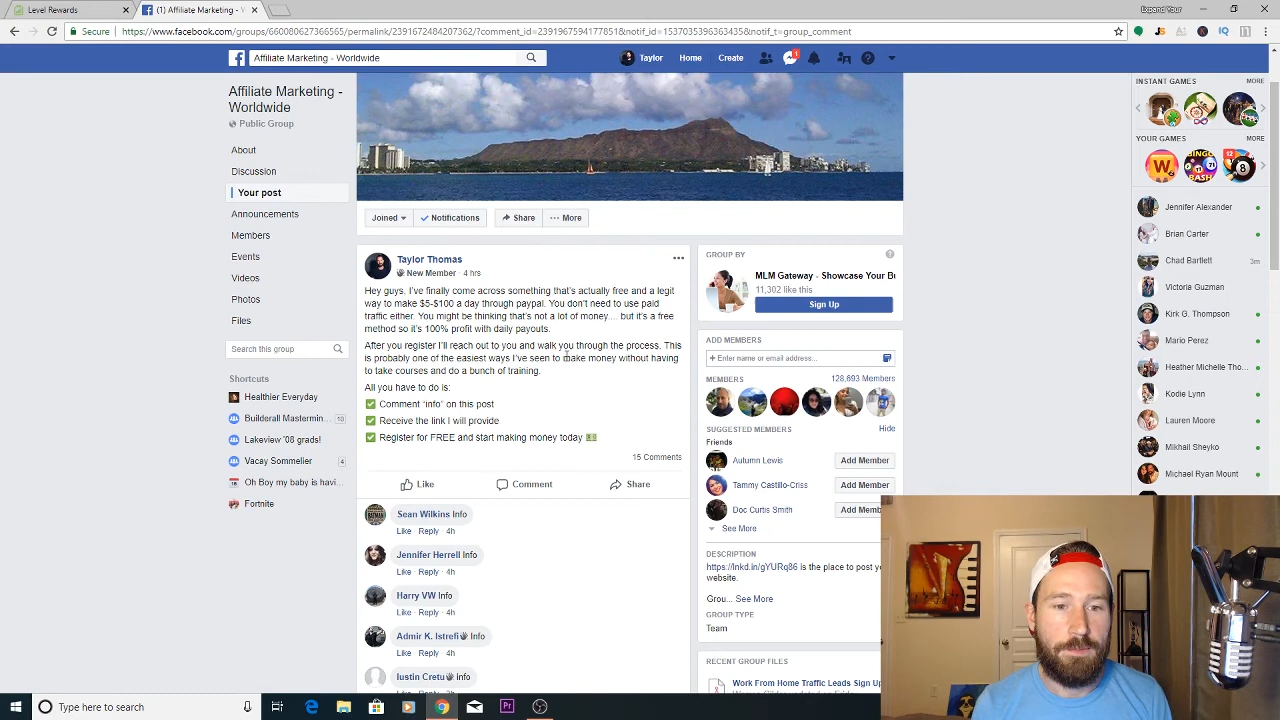 Level Rewards
(1) Affiliate Marketing - W
Expand Your
Secure
https://www.facebook.com/groups/660080627366565/permalink/2391672484207362/?comment_id=2391967594177851&notif_id=1537035396363435&notif_t=group_comment
Affiliate Marketing - Worldwide
Taylor
Home
Create
1
Affiliate Marketing -
Worldwide
Public Group
About
Discussion
Your post
Announcements
Members
Events
Videos
Photos
Files
Search this group
Shortcuts
Healthier Everyday
Builderall Mastermin... 10
Lakeview '08 grads!
Vacay Sommelier 4
Oh Boy my baby is havi...
Fortnite
Joined
Notifications
Share
More
Taylor Thomas
New Member · 4 hrs
Hey guys, I've finally come across something that's actually free and a legit
way to make $5-$100 a day through paypal. You don't need to use paid
traffic either. You might be thinking that's not a lot of money.... but it's a free
method so it's 100% profit with daily payouts.
After you register I'll reach out to you and walk you through the process. This
is probably one of the easiest ways I've seen to make money without having
to take courses and do a bunch of training.
All you have to do is:
✅ Comment “info” on this post
✅ Receive the link I will provide
✅ Register for FREE and start making money today 💵
15 Comments
Like
Comment
Share
Sean Wilkins Info
Like · Reply · 4h
Jennifer Herrell Info
Like · Reply · 4h
Harry VW Info
Like · Reply · 4h
Admir K. Istrefi Info
Like · Reply · 4h
Iustin Cretu info
GROUP BY
MLM Gateway - Showcase Your Bu
11,302 like this
Sign Up
ADD MEMBERS
+ Enter name or email address...
MEMBERS
128,693 Members
SUGGESTED MEMBERS
Hide
Friends
Autumn Lewis
Add Member
Tammy Castillo-Criss
Add Member
Doc Curtis Smith
Add Memb
See More
DESCRIPTION
https://lnkd.in/gYURq86 is the place to post yo
website.
Grou... See More
GROUP TYPE
Team
RECENT GROUP FILES
Work From Home Traffic Leads Sign Up
INSTANT GAMES
MORE
YOUR GAMES
MORE
BINGO BASH
Jennifer Alexander
Brian Carter
Chad Bartlett 3m
Victoria Guzman
Kirk G. Thompson
Mario Perez
Heather Michelle Tho...
Kodie Lynn
Lauren Moore
Mikhail Sheyko
Michael Ryan Mount
Type here to search